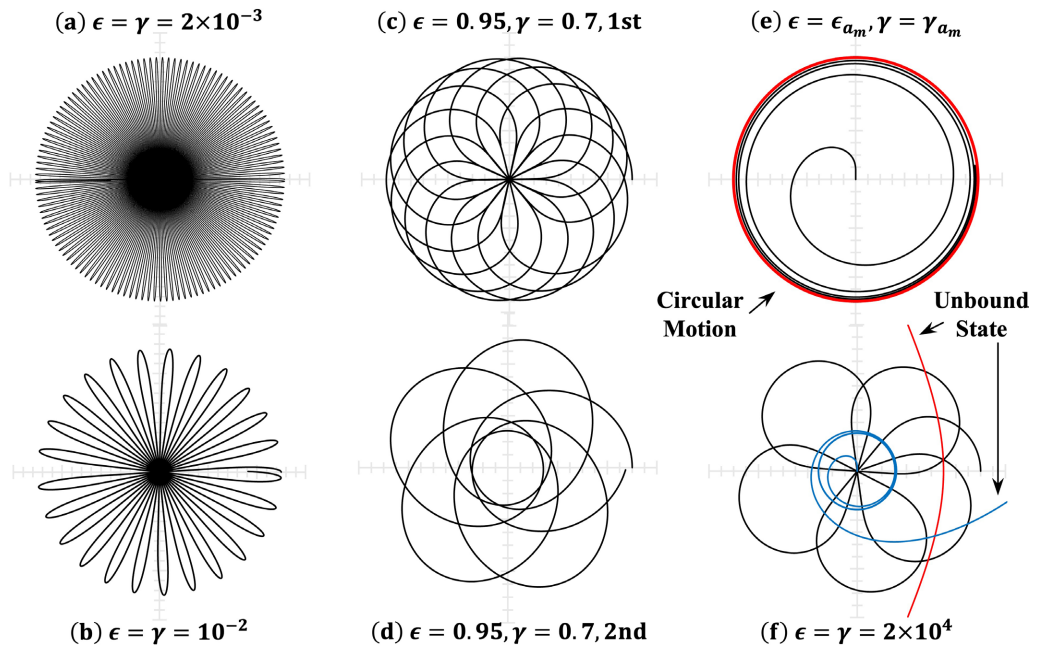 (a) ϵ = γ = 2×10⁻³
(c) ϵ = 0.95, γ = 0.7, 1st
(e) ϵ = ϵ_{a_m}, γ = γ_{a_m}
Circular
Motion
Unbound
State
(b) ϵ = γ = 10⁻²
(d) ϵ = 0.95, γ = 0.7, 2nd
(f) ϵ = γ = 2×10⁴